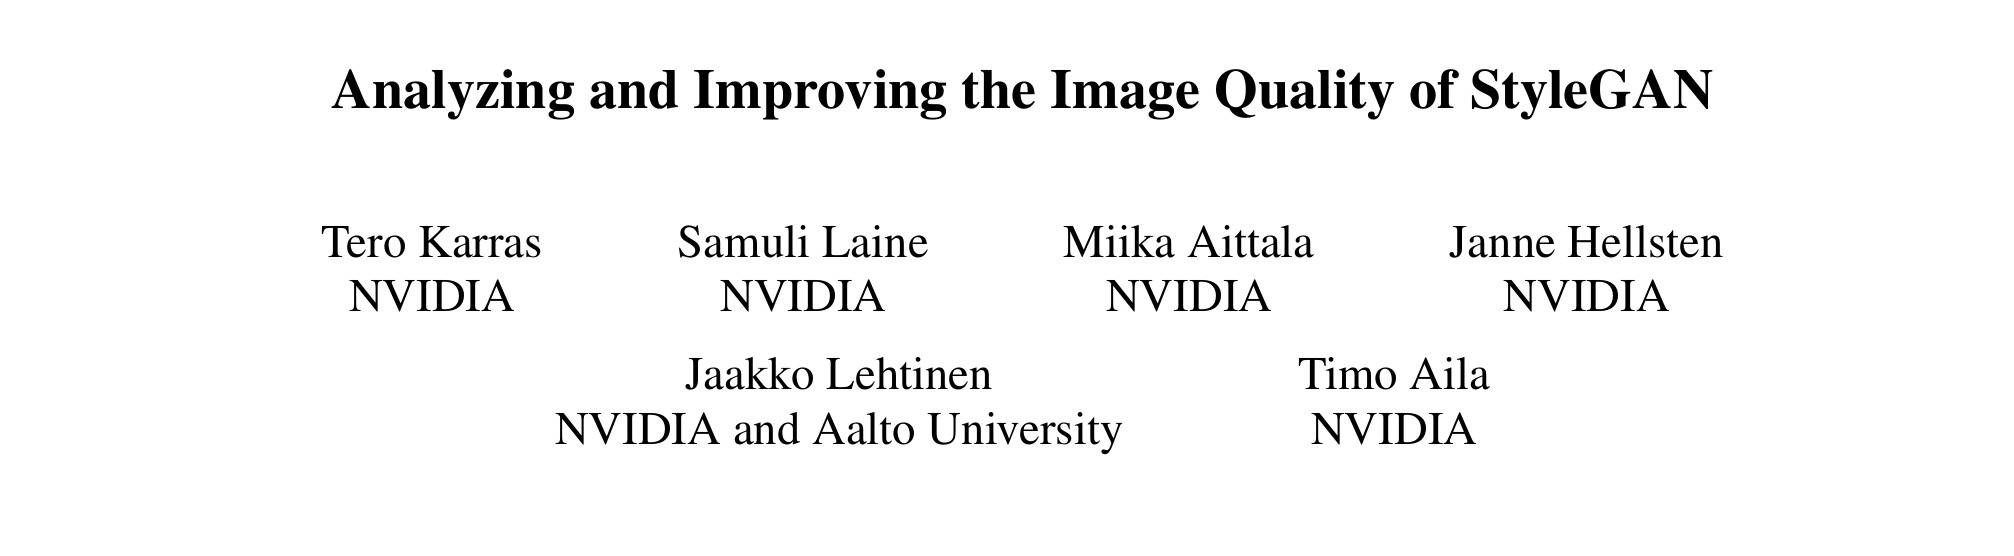 Analyzing and Improving the Image Quality of StyleGAN
Tero Karras Samuli Laine Miika Aittala Janne Hellsten
NVIDIA NVIDIA NVIDIA NVIDIA
Jaakko Lehtinen Timo Aila
NVIDIA and Aalto University NVIDIA